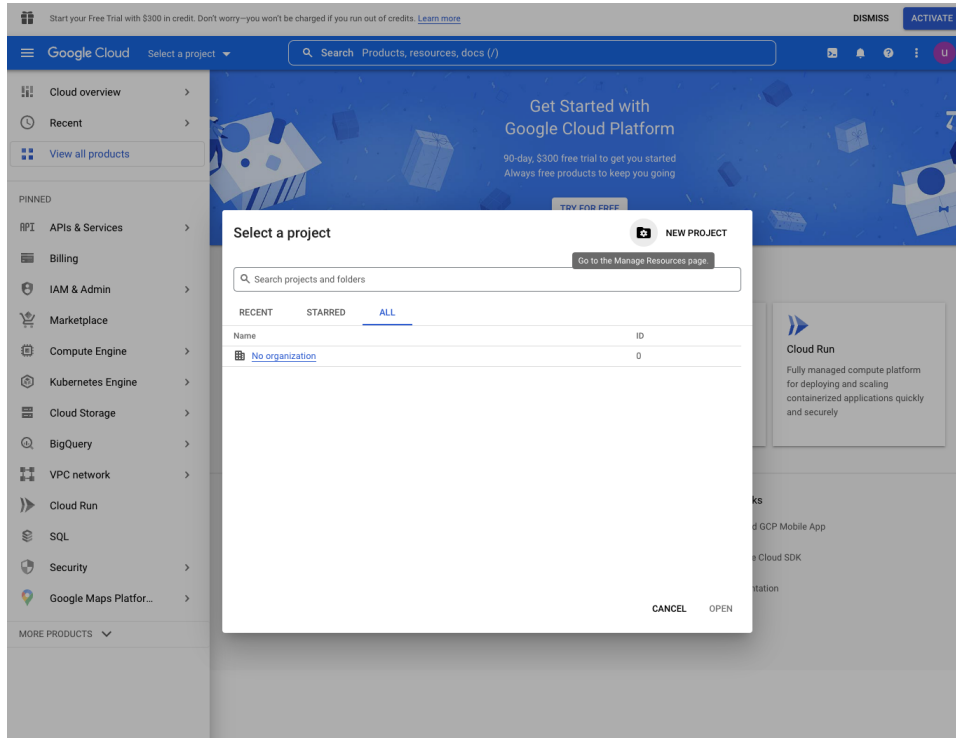 Start your Free Trial with $300 in credit. Don't worry—you won't be charged if you run out of credits. Learn more
DISMISS
ACTIVATE
Google Cloud
Select a project
Search Products, resources, docs (/)
U
Cloud overview
Recent
View all products
PINNED
API APIs & Services
Billing
IAM & Admin
Marketplace
Compute Engine
Kubernetes Engine
Cloud Storage
BigQuery
VPC network
Cloud Run
SQL
Security
Google Maps Platfor...
MORE PRODUCTS
Get Started with
Google Cloud Platform
90-day, $300 free trial to get you started
Always free products to keep you going
TRY FOR FREE
Select a project
NEW PROJECT
Go to the Manage Resources page.
Search projects and folders
RECENT STARRED ALL
Name ID
No organization 0
CANCEL OPEN
Cloud Run
Fully managed compute platform
for deploying and scaling
containerized applications quickly
and securely
ks
d GCP Mobile App
e Cloud SDK
ntation